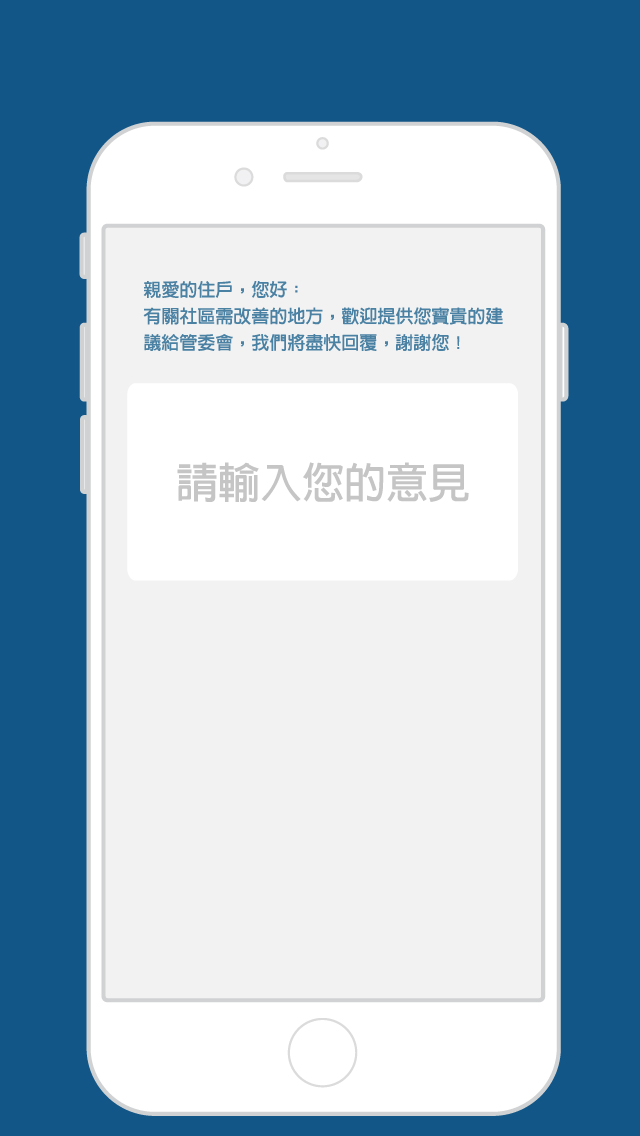 親愛的住戶，您好：
有關社區需改善的地方，歡迎提供您寶貴的建
議給管委會，我們將盡快回覆，謝謝您！
請輸入您的意見